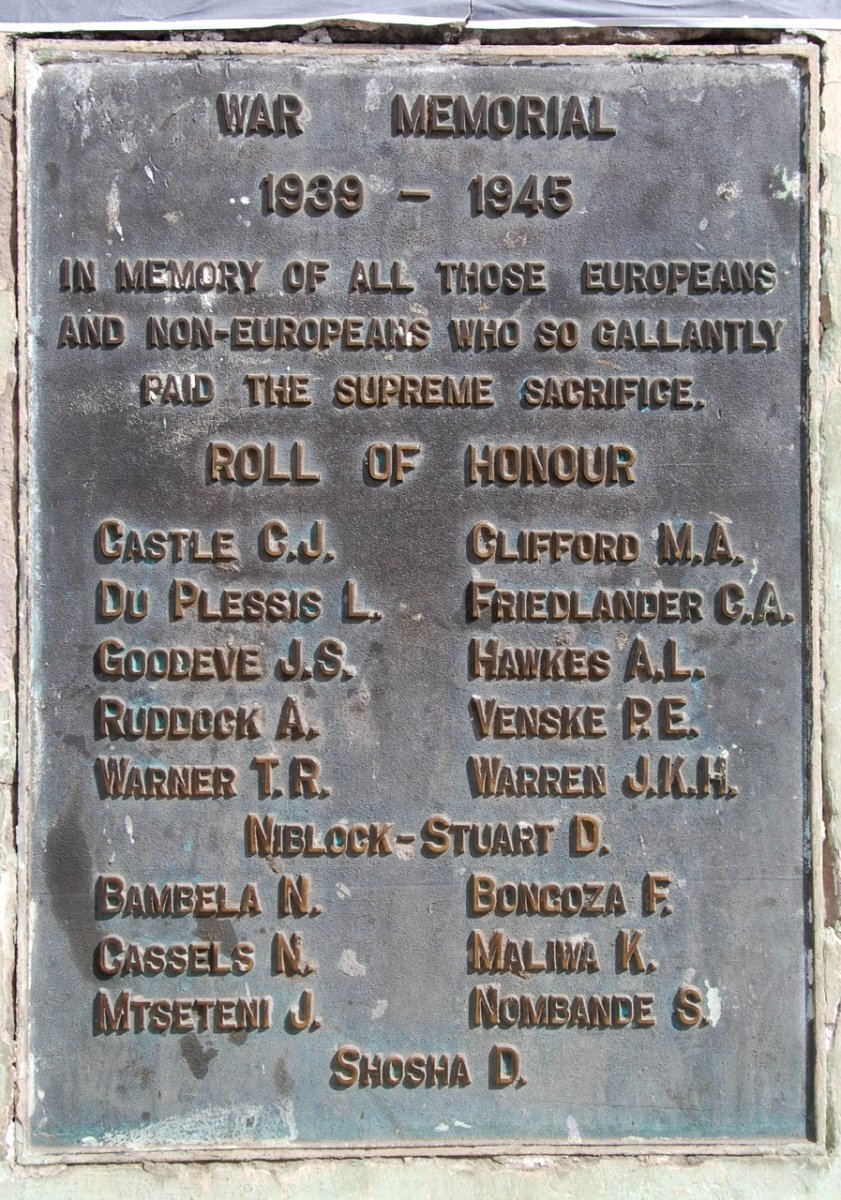 WAR MEMORIAL
1939 – 1945
IN MEMORY OF ALL THOSE EUROPEANS
AND NON-EUROPEANS WHO SO GALLANTLY
PAID THE SUPREME SACRIFICE.
ROLL OF HONOUR
CASTLE C.J. CLIFFORD M.A.
DU PLESSIS L. FRIEDLANDER C.A.
GOODEVE J.S. HAWKES A.L.
RUDDOCK A. VENSKE P.E.
WARNER T.R. WARREN J.K.H.
NIBLOCK-STUART D.
BAMBELA N. BONGOZA F.
CASSELS N. MALIWA K.
MTSETENI J. NOMBANDE S.
SHOSHA D.